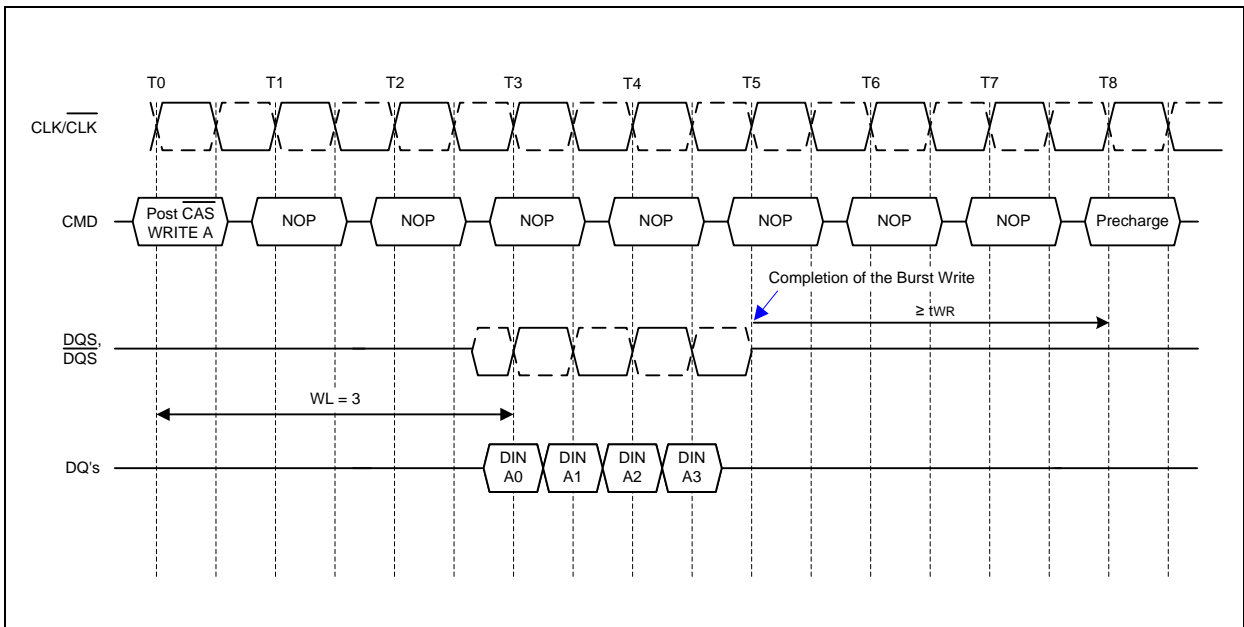 T0 T1 T2 T3 T4 T5 T6 T7 T8
CLK/CLK
CMD
Post CAS
WRITE A
NOP NOP NOP NOP NOP NOP NOP Precharge
Completion of the Burst Write
≥ tWR
DQS,
DQS
WL = 3
DQ's
DIN DIN DIN DIN
A0 A1 A2 A3